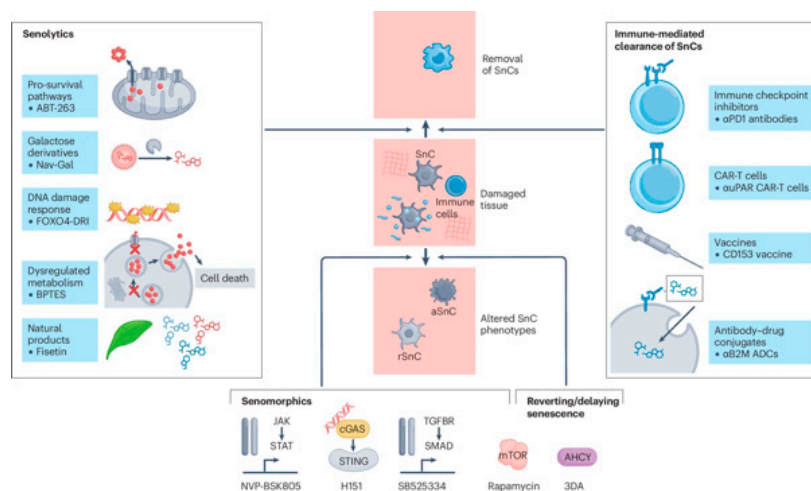 Senolytics
Pro-survival
pathways
• ABT-263
Galactose
derivatives
• Nav-Gal
DNA damage
response
• FOXO4-DRI
Dysregulated
metabolism
• BPTES
Cell death
Natural
products
• Fisetin
Removal
of SnCs
SnC
Immune
cells
Damaged
tissue
aSnC
rSnC
Altered SnC
phenotypes
Immune-mediated
clearance of SnCs
Immune checkpoint
inhibitors
• αPD1 antibodies
CAR-T cells
• αuPAR CAR-T cells
Vaccines
• CD153 vaccine
Antibody–drug
conjugates
• αB2M ADCs
Senomorphics
JAK
STAT
NVP-BSK805
cGAS
STING
H151
TGFBR
SMAD
SB525334
Reverting/delaying
senescence
mTOR
Rapamycin
AHCY
3DA